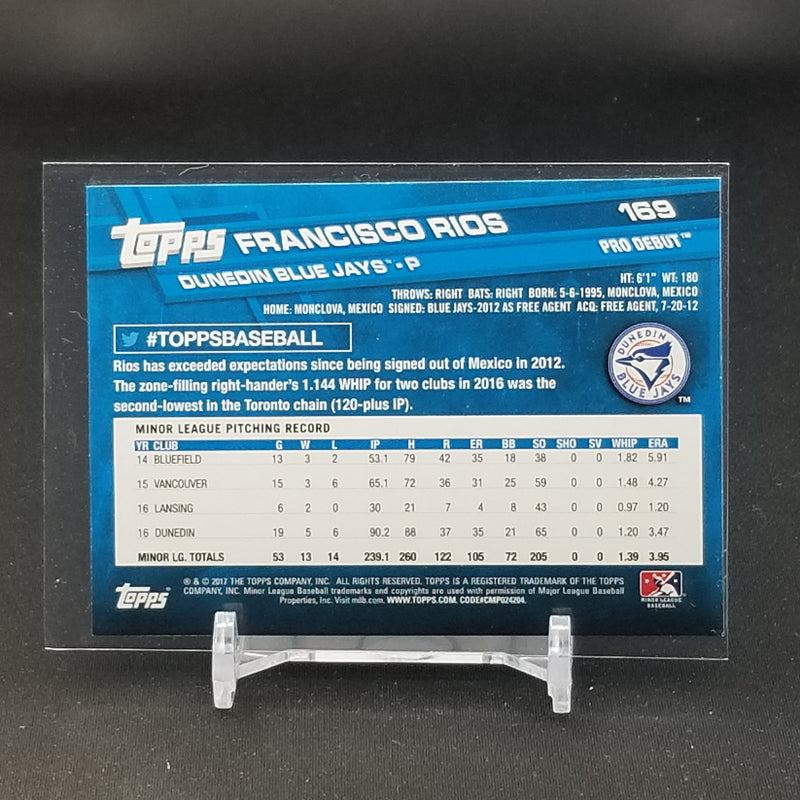 TOPPS FRANCISCO RIOS 169
DUNEDIN BLUE JAYS™ - P PRO DEBUT™
HT: 6'1" WT: 180
THROWS: RIGHT BATS: RIGHT BORN: 5-6-1995, MONCLOVA, MEXICO
HOME: MONCLOVA, MEXICO SIGNED: BLUE JAYS-2012 AS FREE AGENT ACQ: FREE AGENT, 7-20-12
#TOPPSBASEBALL
Rios has exceeded expectations since being signed out of Mexico in 2012.
The zone-filling right-hander's 1.144 WHIP for two clubs in 2016 was the
second-lowest in the Toronto chain (120-plus IP).
DUNEDIN
BLUE JAYS
™
MINOR LEAGUE PITCHING RECORD
YR CLUB G W L IP H R ER BB SO SHO SV WHIP ERA
14 BLUEFIELD 13 3 2 53.1 79 42 35 18 38 0 0 1.82 5.91
15 VANCOUVER 15 3 6 65.1 72 36 31 25 59 0 0 1.48 4.27
16 LANSING 6 2 0 30 21 7 4 8 43 0 0 0.97 1.20
16 DUNEDIN 19 5 6 90.2 88 37 35 21 65 0 0 1.20 3.47
MINOR LG. TOTALS 53 13 14 239.1 260 122 105 72 205 0 0 1.39 3.95
TOPPS
® & © 2017 THE TOPPS COMPANY, INC. ALL RIGHTS RESERVED. TOPPS IS A REGISTERED TRADEMARK OF THE TOPPS
COMPANY, INC. Minor League Baseball trademarks and copyrights are used with permission of Major League Baseball
Properties, Inc. Visit milb.com. WWW.TOPPS.COM. CODE#CMP024204.
MINOR LEAGUE
BASEBALL